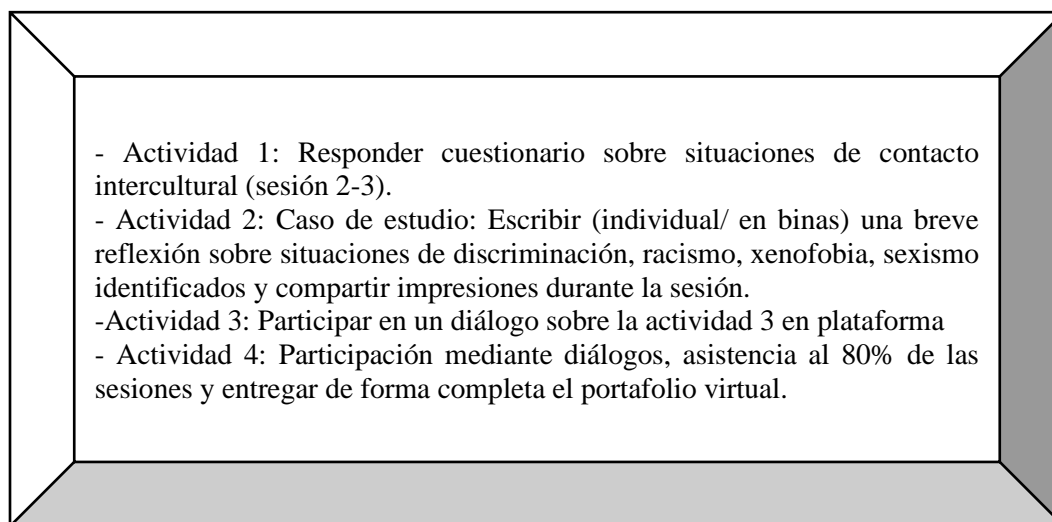 - Actividad 1: Responder cuestionario sobre situaciones de contacto
intercultural (sesión 2-3).
- Actividad 2: Caso de estudio: Escribir (individual/ en binas) una breve
reflexión sobre situaciones de discriminación, racismo, xenofobia, sexismo
identificados y compartir impresiones durante la sesión.
-Actividad 3: Participar en un diálogo sobre la actividad 3 en plataforma
- Actividad 4: Participación mediante diálogos, asistencia al 80% de las
sesiones y entregar de forma completa el portafolio virtual.